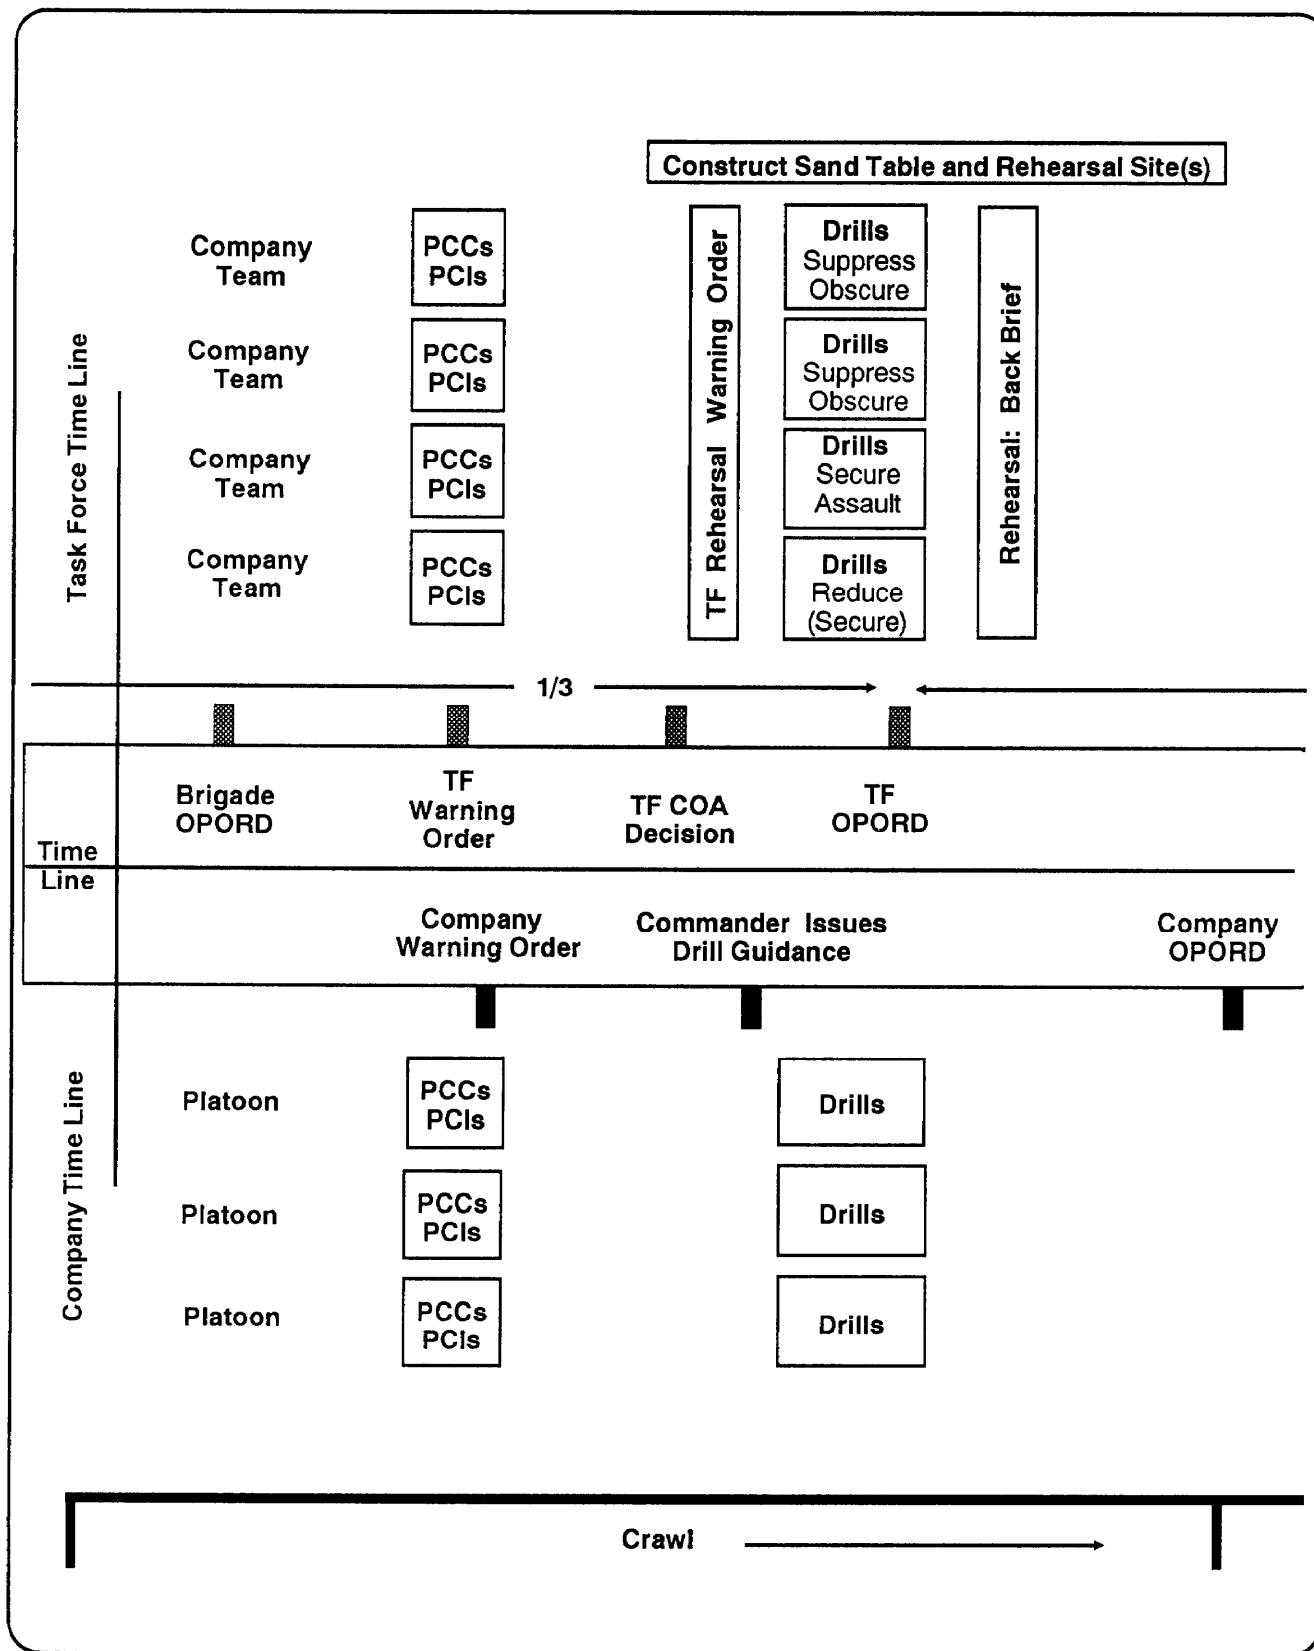 Construct Sand Table and Rehearsal Site(s)
Task Force Time Line
Company
Team
PCCs
PCIs
TF Rehearsal Warning Order
Drills
Suppress
Obscure
Rehearsal: Back Brief
Company
Team
PCCs
PCIs
Drills
Suppress
Obscure
Company
Team
PCCs
PCIs
Drills
Secure
Assault
Company
Team
PCCs
PCIs
Drills
Reduce
(Secure)
1/3
Time
Line
Brigade
OPORD
TF
Warning
Order
TF COA
Decision
TF
OPORD
Company
Warning Order
Commander Issues
Drill Guidance
Company
OPORD
Company Time Line
Platoon
PCCs
PCIs
Drills
Platoon
PCCs
PCIs
Drills
Platoon
PCCs
PCIs
Drills
Crawl